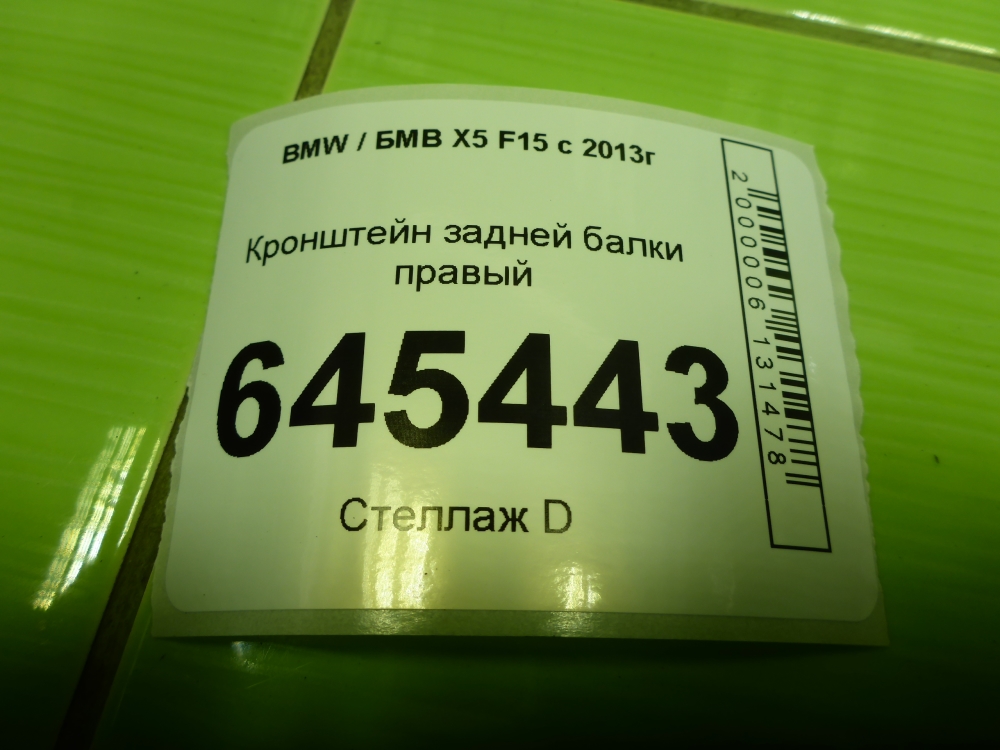 BMW / БМВ X5 F15 с 2013г
Кронштейн задней балки
правый
645443
Стеллаж D
2000006131478